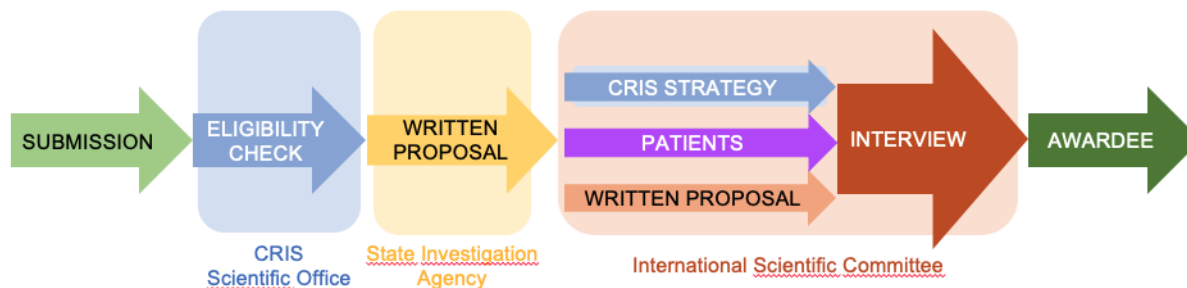 SUBMISSION
ELIGIBILITY
CHECK
WRITTEN
PROPOSAL
CRIS STRATEGY
PATIENTS
WRITTEN PROPOSAL
INTERVIEW
AWARDEE
CRIS
Scientific Office
State Investigation
Agency
International Scientific Committee